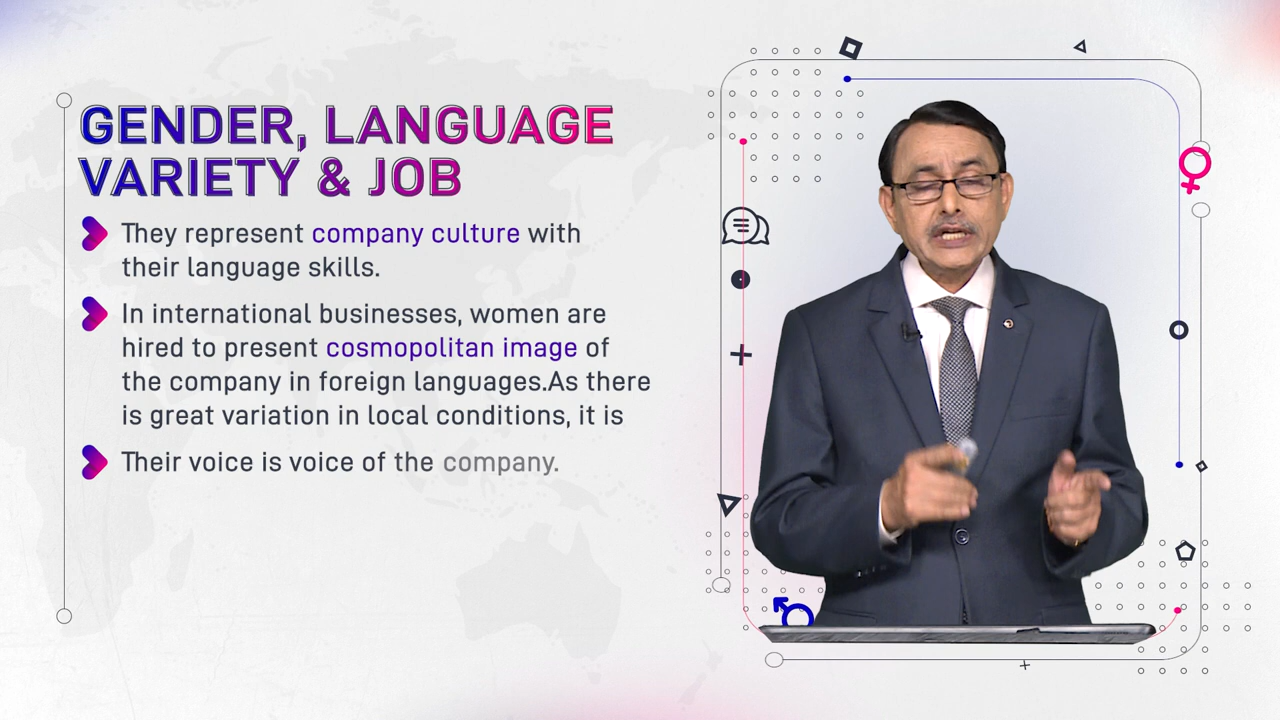 GENDER, LANGUAGE
VARIETY & JOB
They represent company culture with
their language skills.
In international businesses, women are
hired to present cosmopolitan image of
the company in foreign languages.As there
is great variation in local conditions, it is
Their voice is voice of the company.